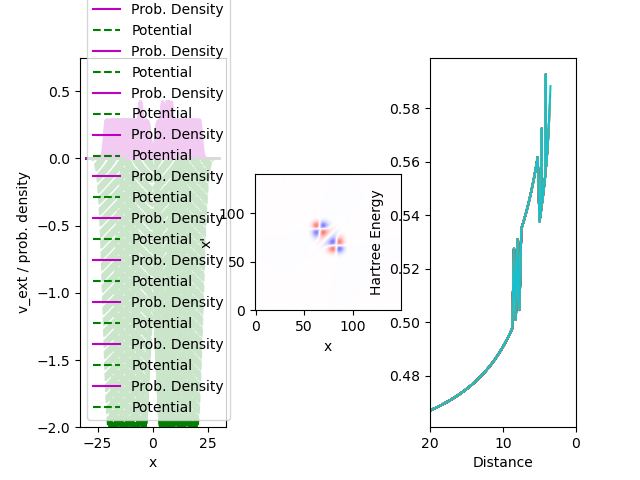 Prob. Density
Potential
Prob. Density
Potential
Prob. Density
Potential
Prob. Density
Potential
Prob. Density
Potential
Prob. Density
Potential
Prob. Density
Potential
Prob. Density
Potential
Prob. Density
Potential
Prob. Density
Potential
0.5
0.0
−0.5
−1.0
−1.5
−2.0
v_ext / prob. density
−25
0
25
x
100
50
0
x'
0
50
100
x
0.58
0.56
0.54
0.52
0.50
0.48
Hartree Energy
20
10
0
Distance